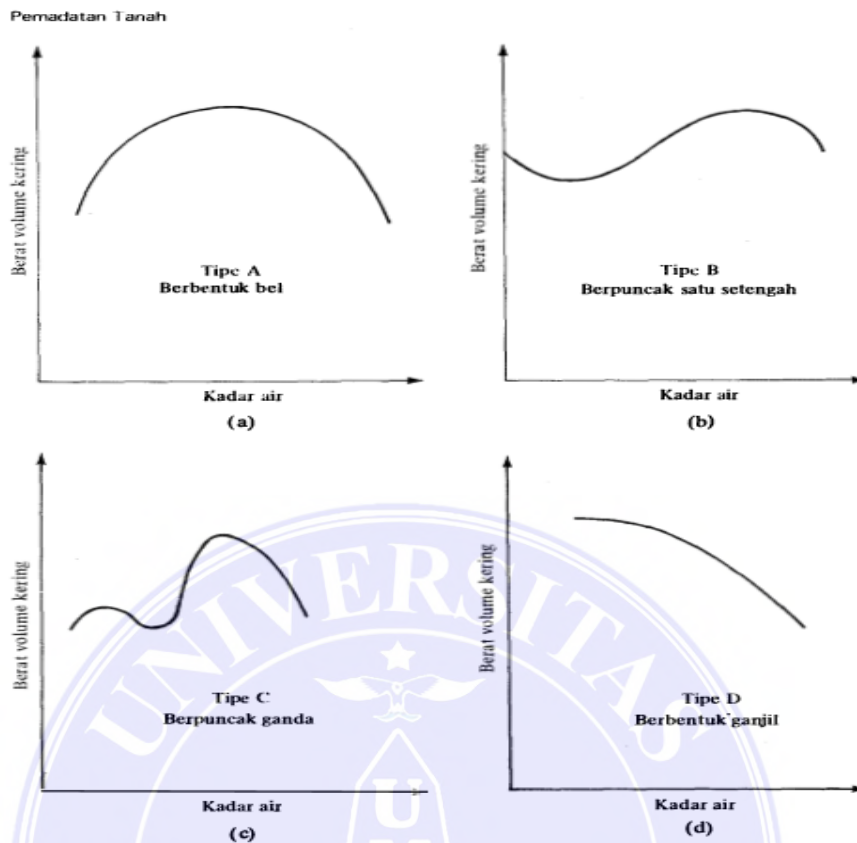 Pemadatan Tanah
Berat volume kering
Tipe A
Berbentuk bel
Kadar air
(a)
Berat volume kering
Tipe B
Berpuncak satu setengah
Kadar air
(b)
Berat volume kering
Tipe C
Berpuncak ganda
Kadar air
(c)
Berat volume kering
Tipe D
Berbentuk ganjil
Kadar air
(d)
UNIVERSITAS
U